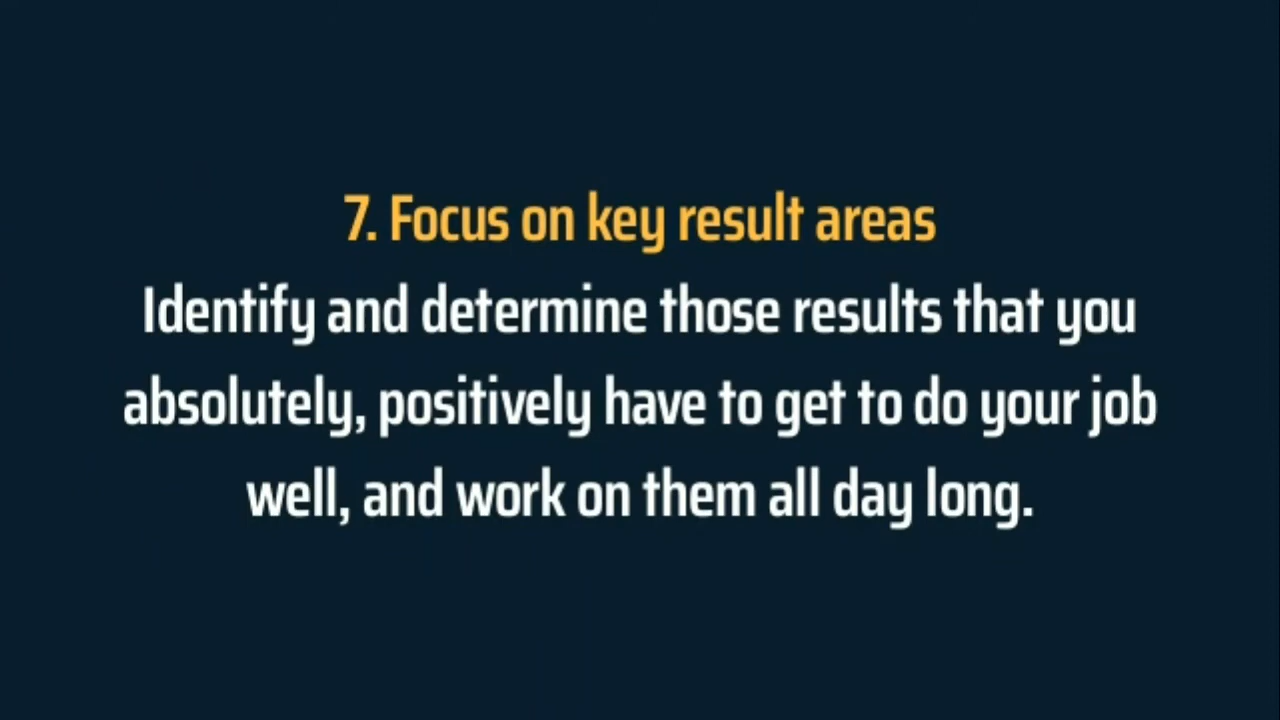 7. Focus on key result areas
Identify and determine those results that you
absolutely, positively have to get to do your job
well, and work on them all day long.